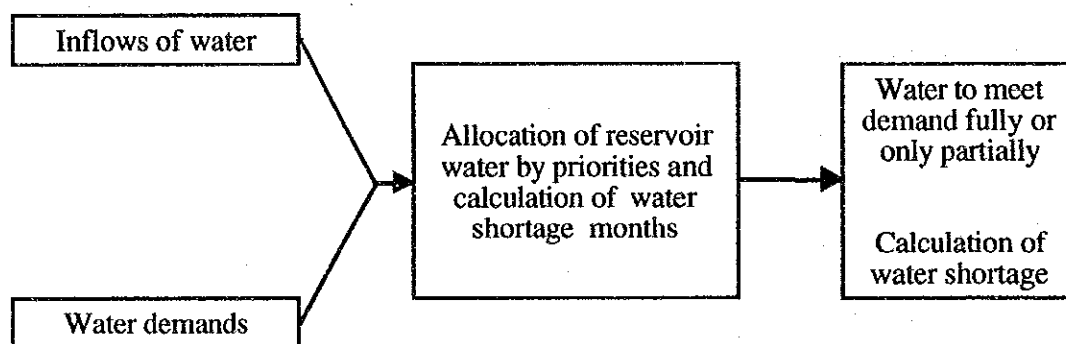 Inflows of water
Water demands
Allocation of reservoir
water by priorities and
calculation of water
shortage months
Water to meet
demand fully or
only partially
Calculation of
water shortage